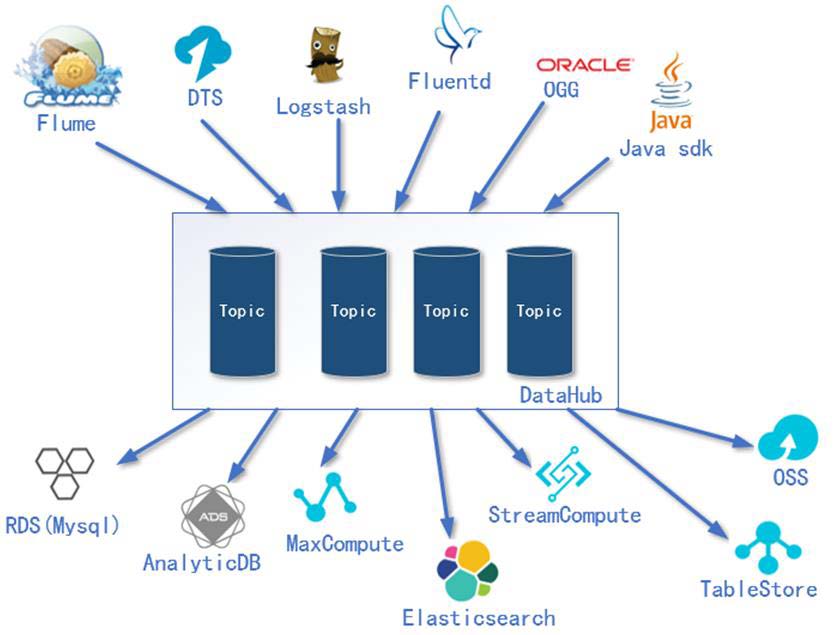 FLUME
Flume
DTS
Logstash
Fluentd
ORACLE
OGG
Java
Java sdk
Topic
Topic
Topic
Topic
DataHub
RDS(Mysql)
ADS
AnalyticDB
MaxCompute
Elasticsearch
StreamCompute
TableStore
OSS